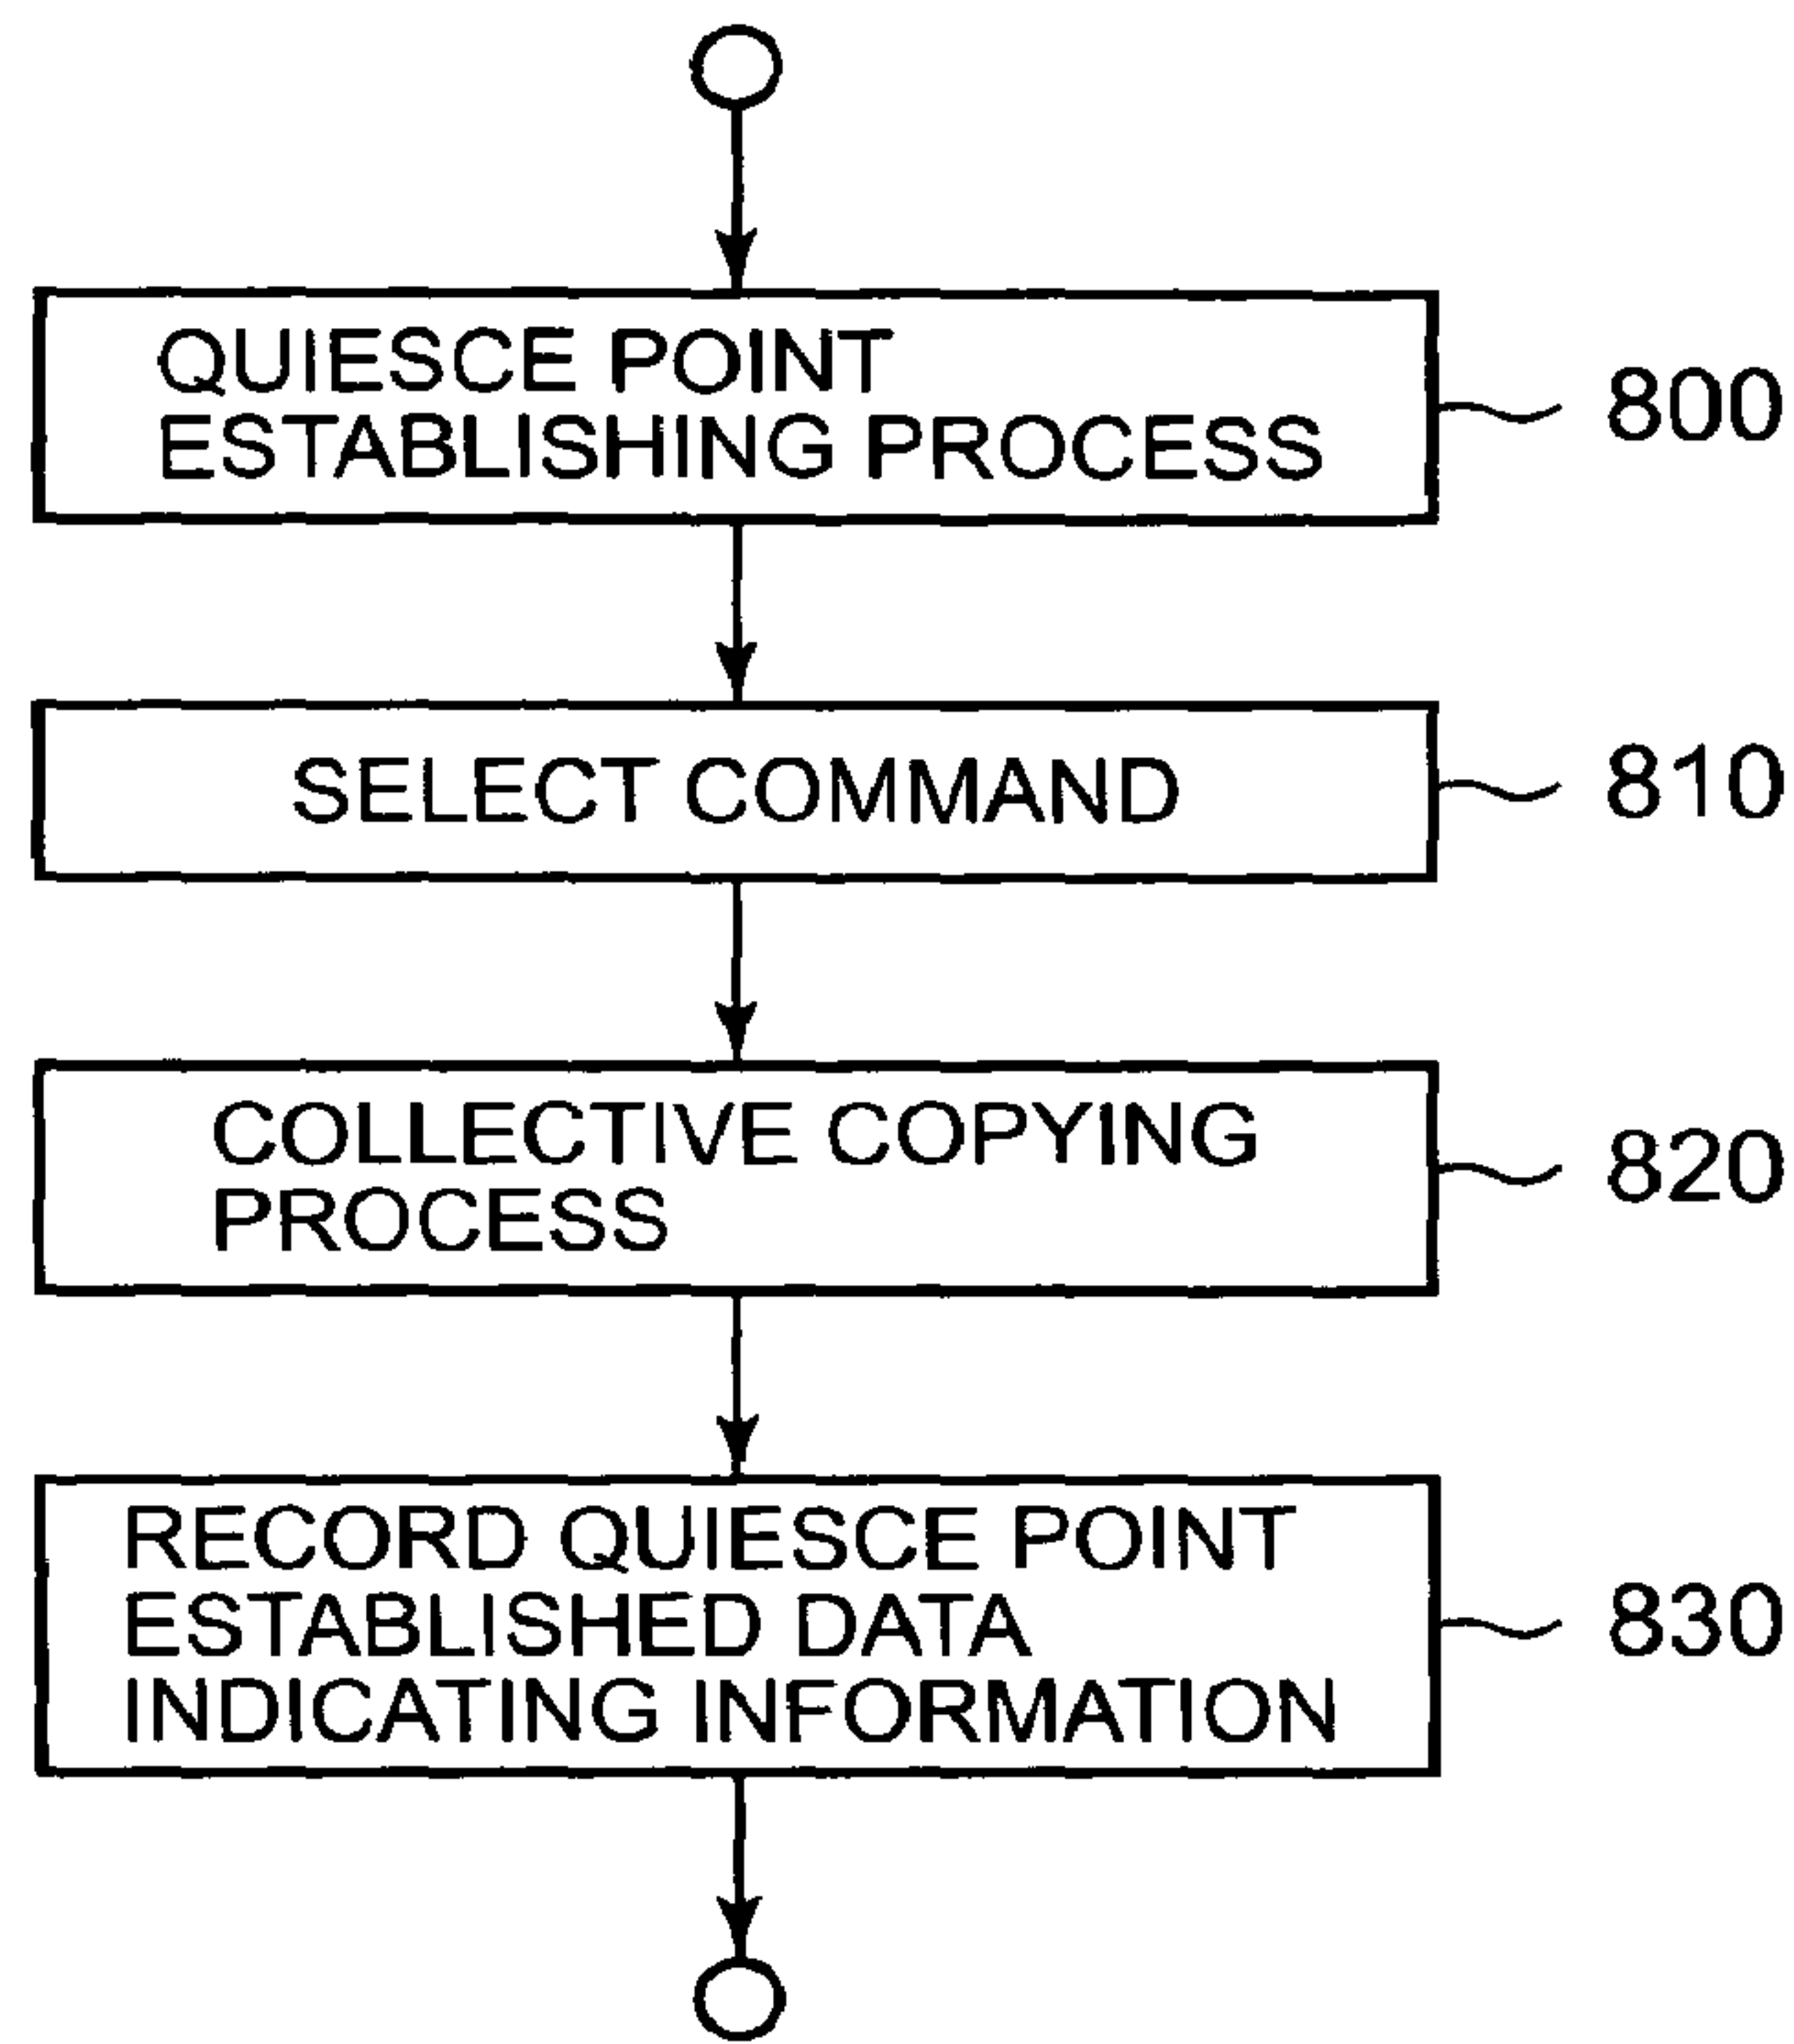 QUIESCE POINT
ESTABLISHING PROCESS
800
SELECT COMMAND
810
COLLECTIVE COPYING
PROCESS
820
RECORD QUIESCE POINT
ESTABLISHED DATA
INDICATING INFORMATION
830